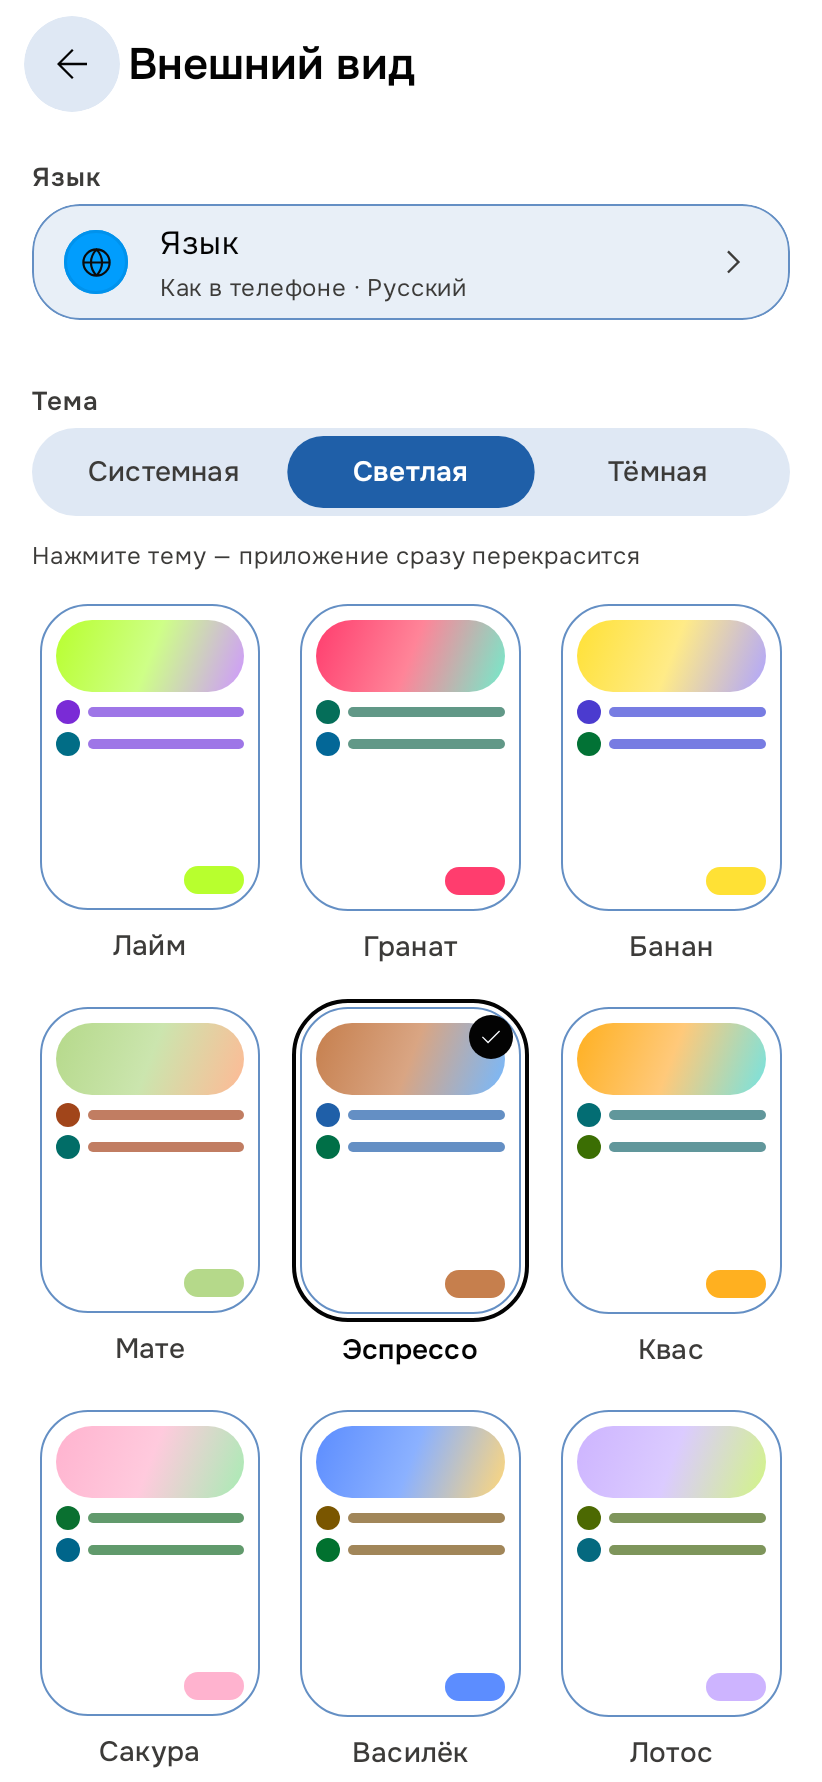 Внешний вид
Язык
Язык
Как в телефоне · Русский
Тема
Системная Светлая Тёмная
Нажмите тему — приложение сразу перекрасится
Лайм Гранат Банан
Мате Эспрессо Квас
Сакура Василёк Лотос